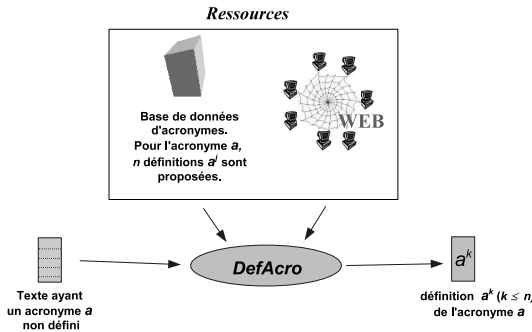 Ressources
Base de données
d'acronymes.
Pour l'acronyme a,
n définitions a^j sont
proposées.
WEB
DefAcro
Texte ayant
un acronyme a
non défini
a^k
définition a^k (k ≤ n)
de l'acronyme a